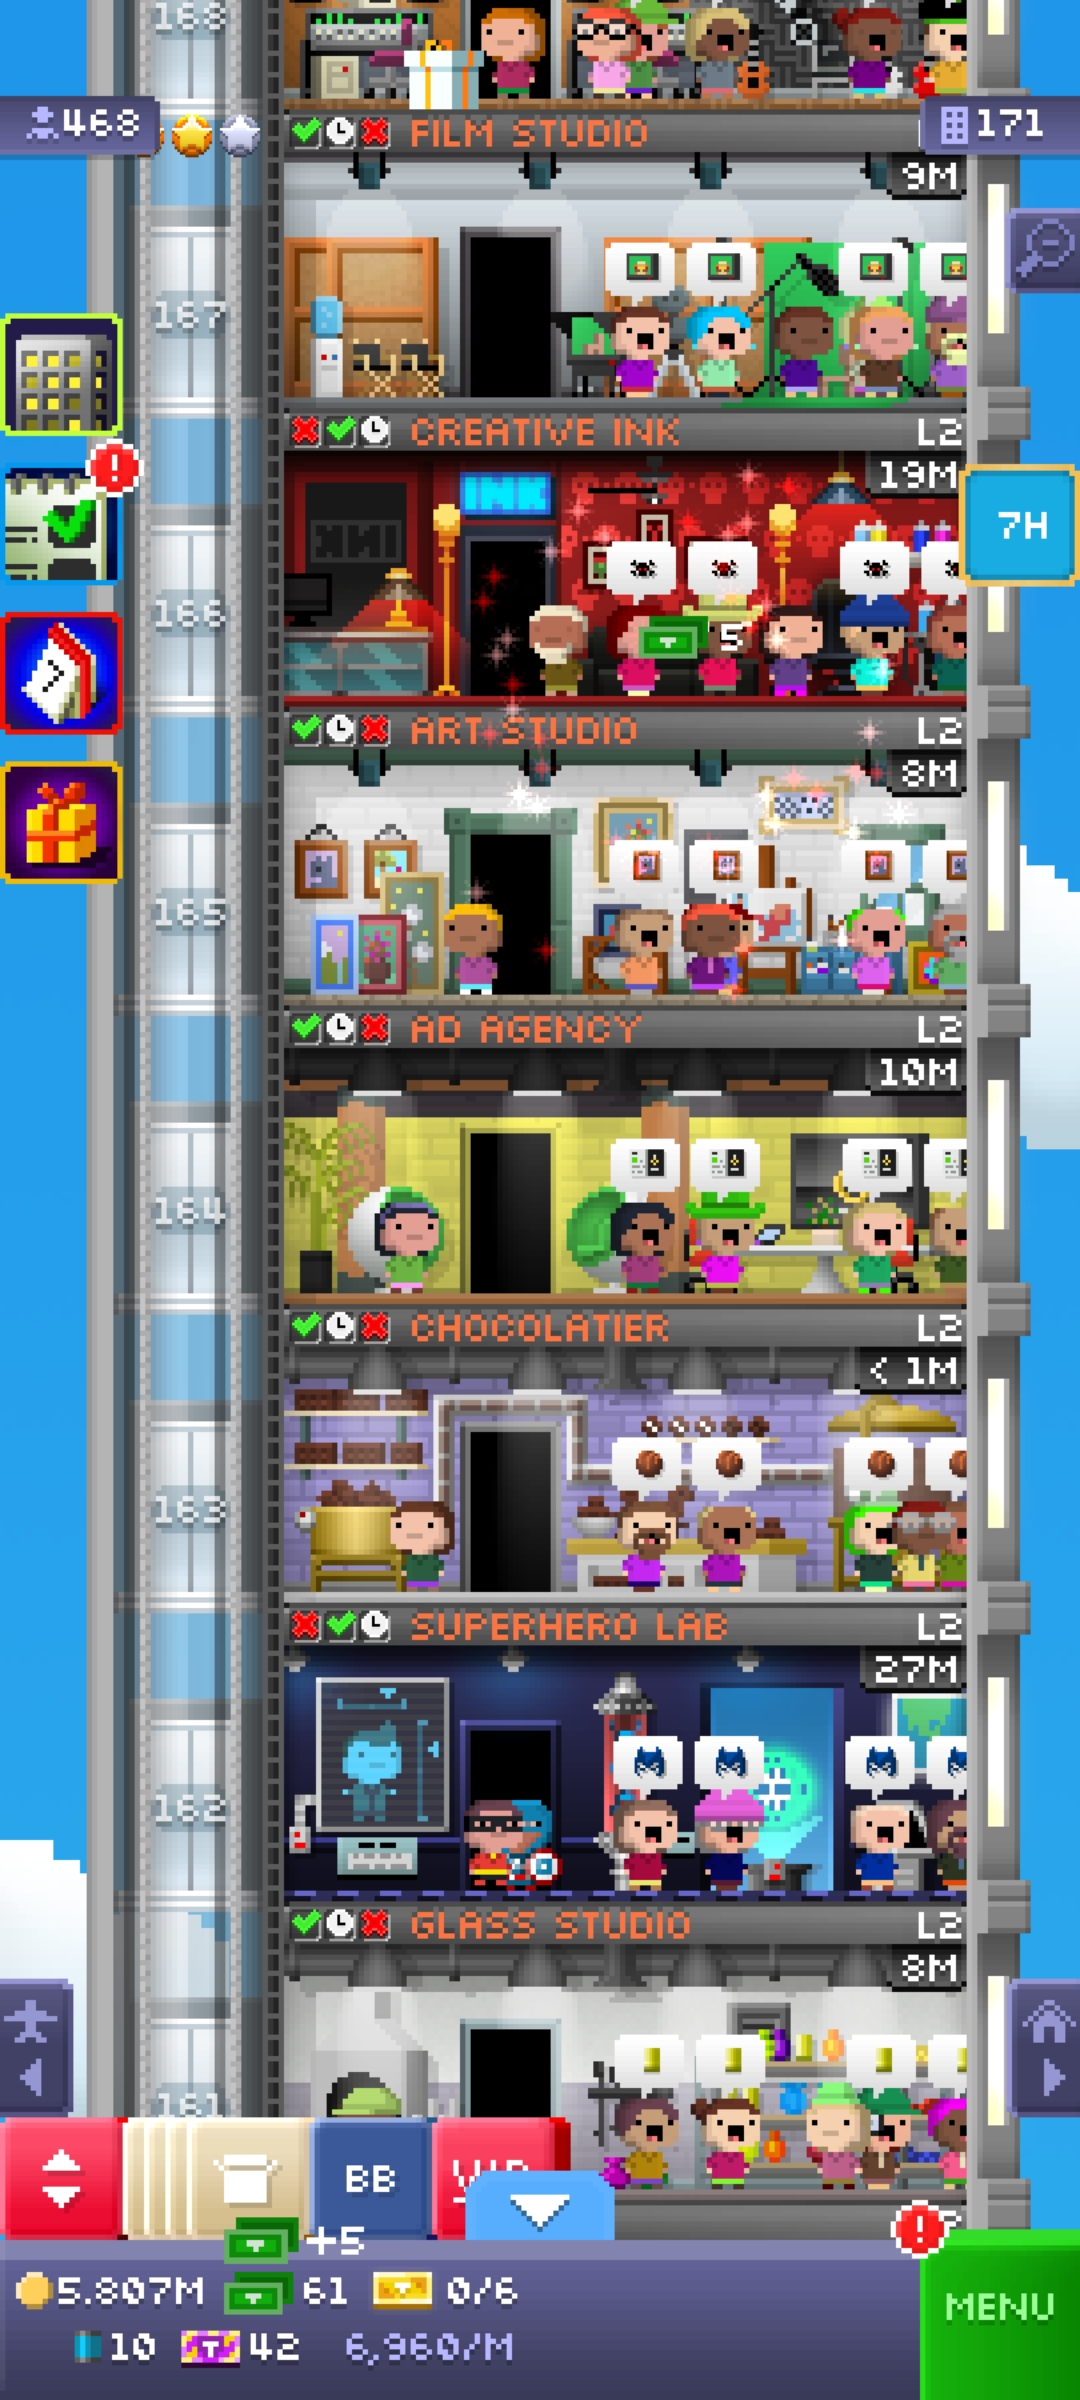 168
468
171
FILM STUDIO
9M
167
CREATIVE INK L2
19M
INK
7H
5
166
ART STUDIO L2
8M
165
AD AGENCY L2
10M
164
CHOCOLATIER L2
< 1M
163
SUPERHERO LAB L2
27M
162
GLASS STUDIO L2
8M
161
BB
VIP
+5
5.807M 61 0/6
10 42 6,960/M
MENU